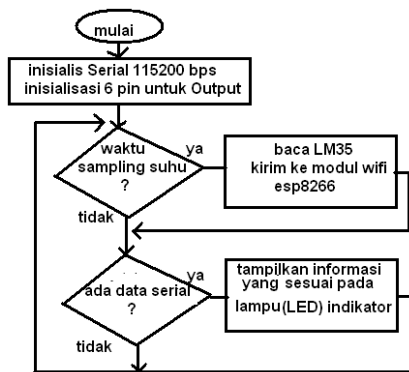 mulai
inisialis Serial 115200 bps
inisialisasi 6 pin untuk Output
waktu
sampling suhu
?
ya
baca LM35
kirim ke modul wifi
esp8266
tidak
ada data serial
?
ya
tampilkan informasi
yang sesuai pada
lampu(LED) indikator
tidak